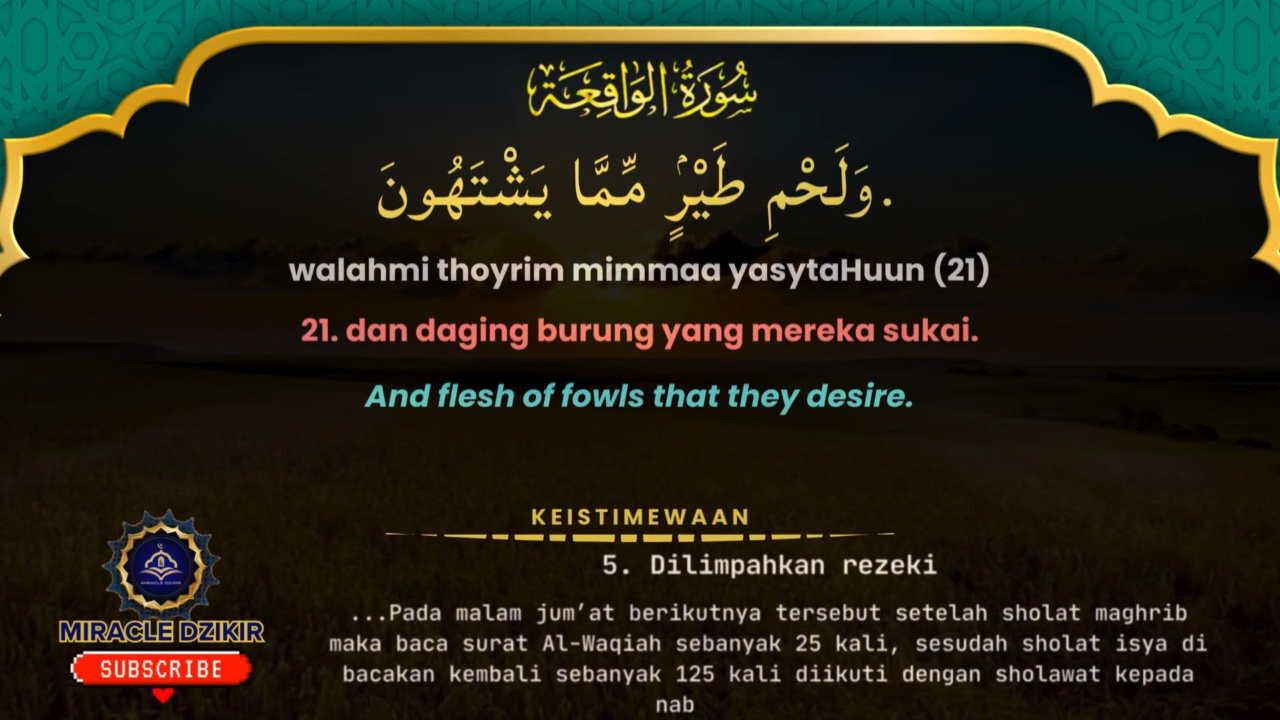 سُورَةُ الوَاقِعَة
وَلَحْمِ طَيْرٍۢ مِّمَّا يَشْتَهُونَ.
walahmi thoyrim mimmaa yasytaHuun (21)
21. dan daging burung yang mereka sukai.
And flesh of fowls that they desire.
KEISTIMEWAAN
5. Dilimpahkan rezeki
...Pada malam jum’at berikutnya tersebut setelah sholat maghrib
maka baca surat Al-Waqiah sebanyak 25 kali, sesudah sholat isya di
bacakan kembali sebanyak 125 kali diikuti dengan sholawat kepada
nab
MIRACLE DZIKIR
MIRACLE DZIKIR
SUBSCRIBE